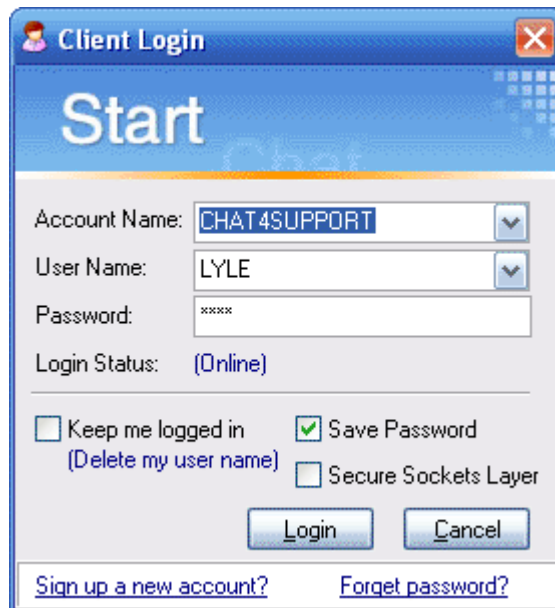 Client Login
Start
Chat
Account Name: CHAT4SUPPORT
User Name: LYLE
Password: ****
Login Status: (Online)
Keep me logged in
Save Password
(Delete my user name)
Secure Sockets Layer
Login Cancel
Sign up a new account? Forget password?